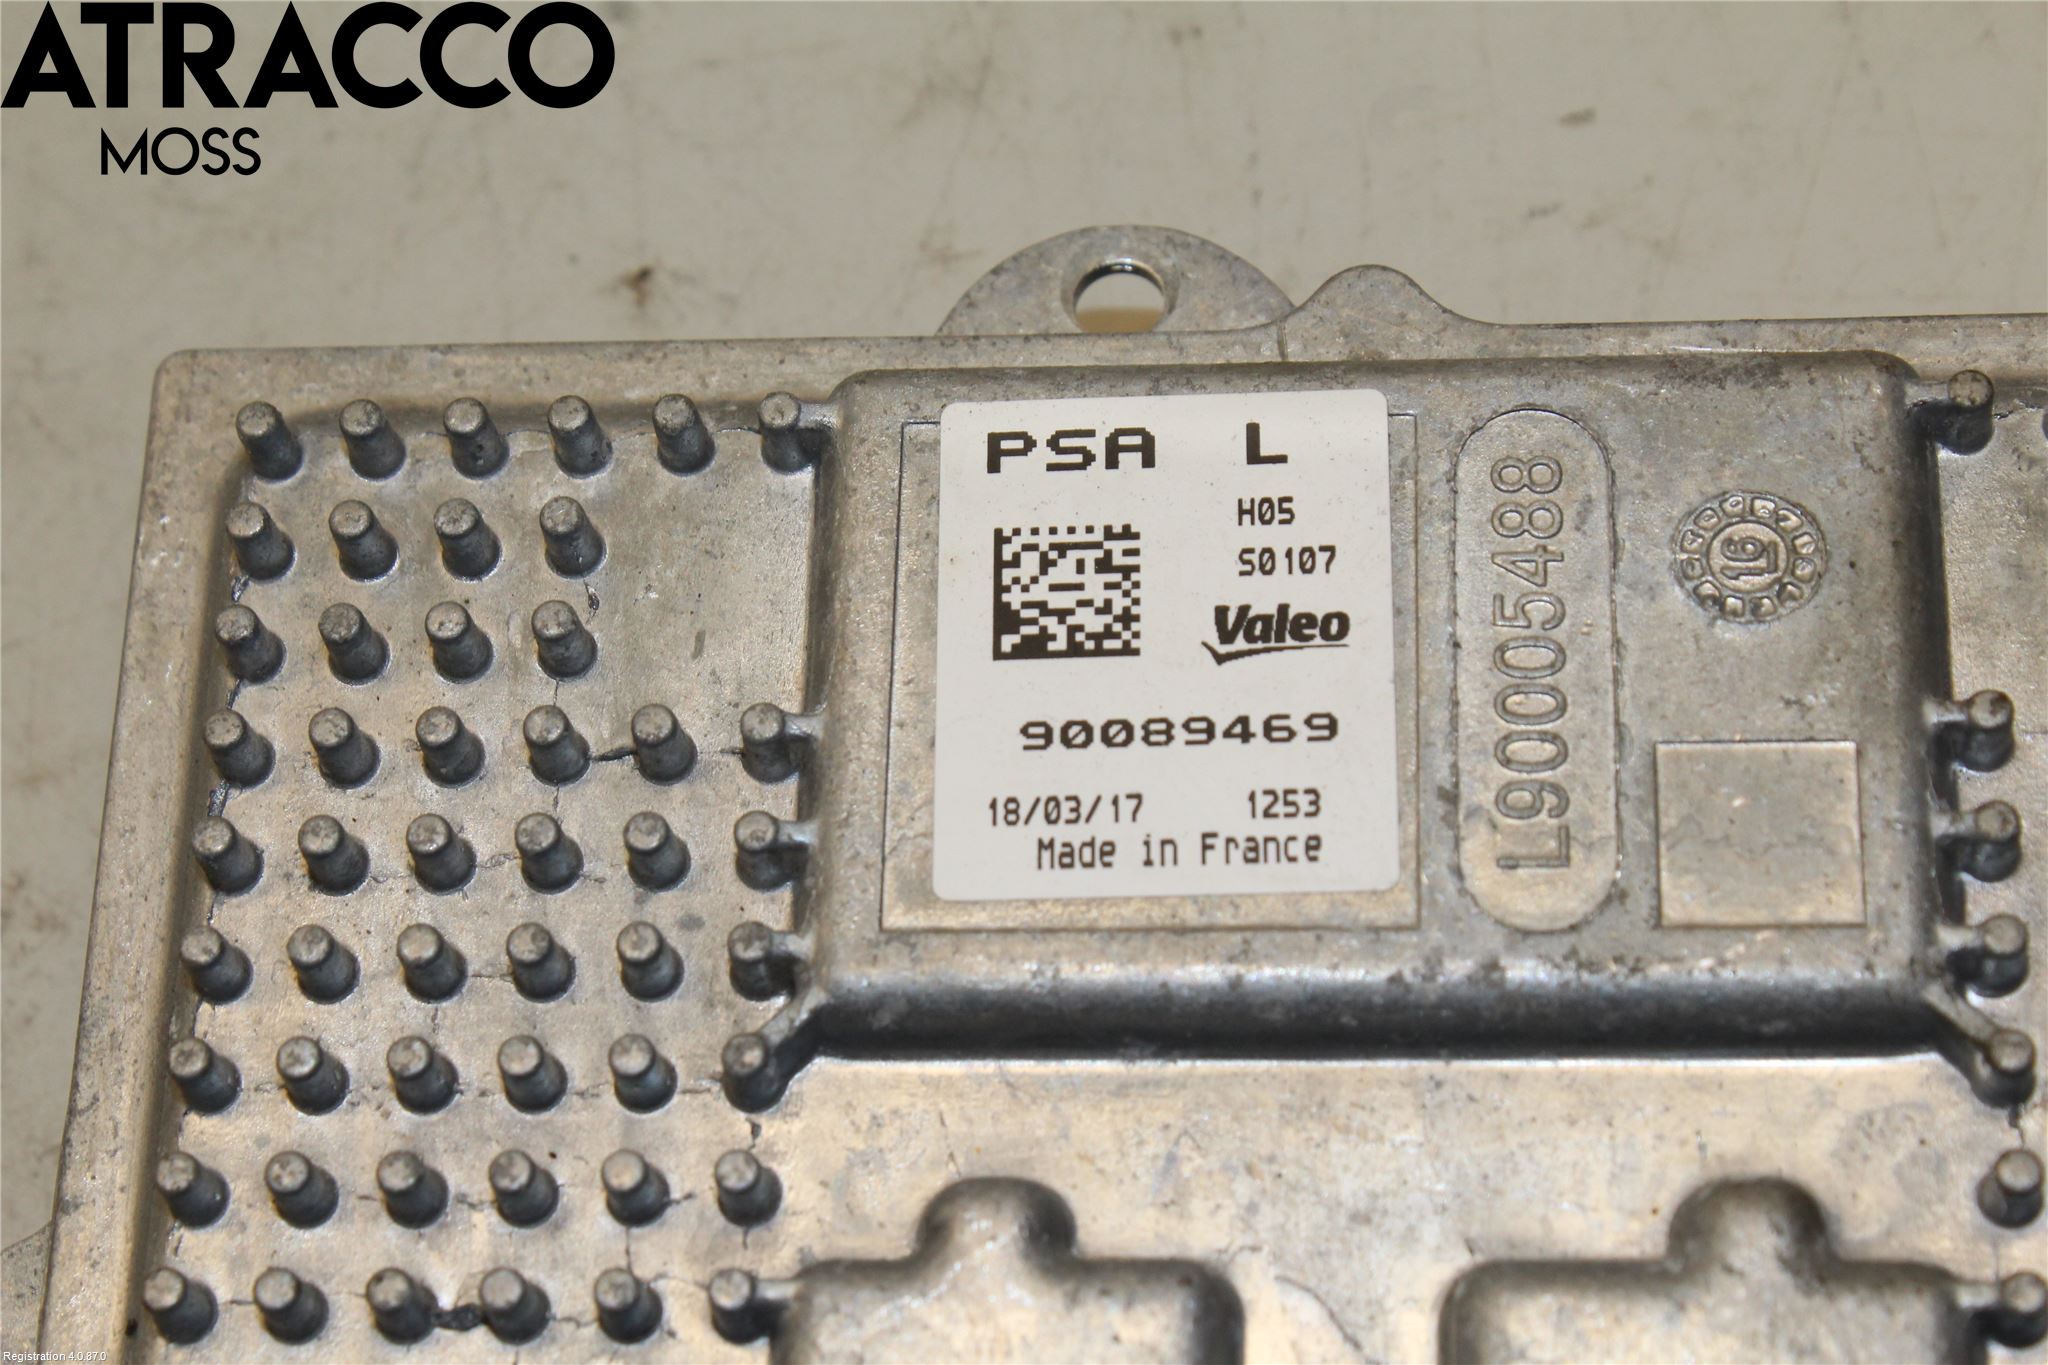 ATRACCO
MOSS
PSA L
H05
S0107
Valeo
90089469
18/03/17 1253
Made in France
L90005488
16
Registration 4.0.87.0